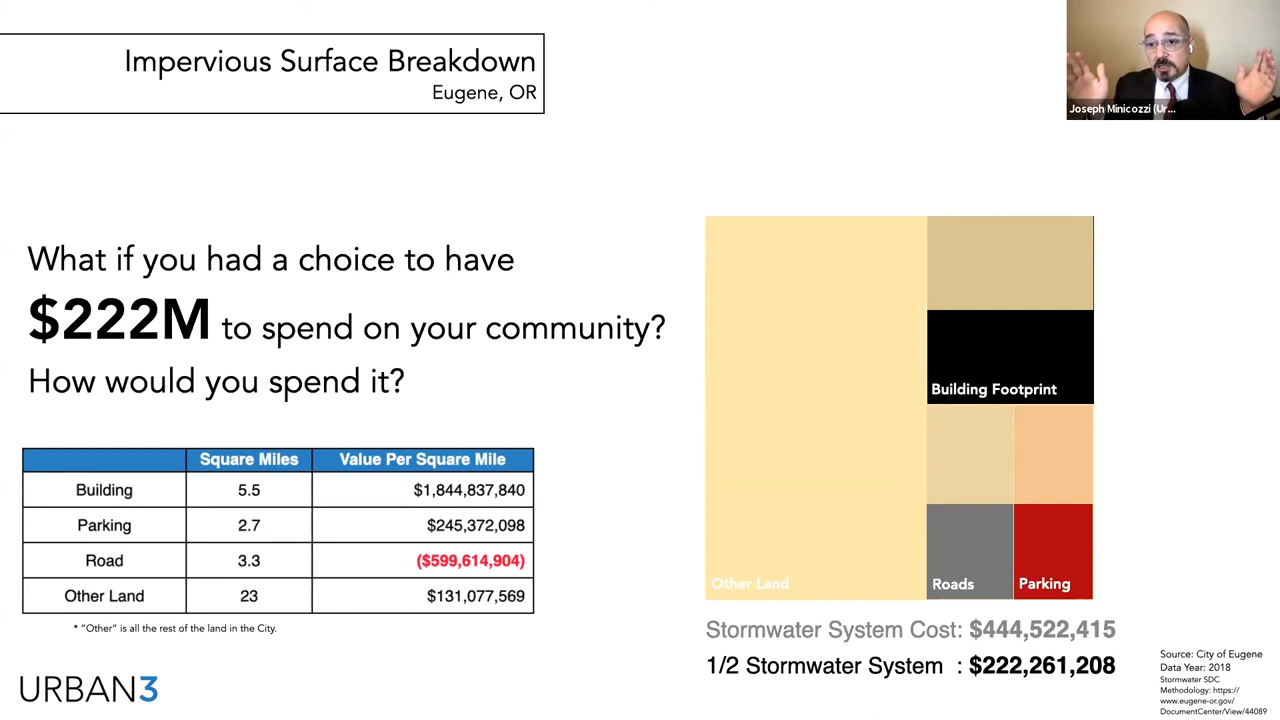 Impervious Surface Breakdown
Eugene, OR
Joseph Minicozzi (Ur...
What if you had a choice to have
$222M to spend on your community?
How would you spend it?
Square Miles Value Per Square Mile
Building 5.5 $1,844,837,840
Parking 2.7 $245,372,098
Road 3.3 ($599,614,904)
Other Land 23 $131,077,569
* "Other" is all the rest of the land in the City.
URBAN3
Building Footprint
Other Land
Roads
Parking
Stormwater System Cost: $444,522,415
1/2 Stormwater System : $222,261,208
Source: City of Eugene
Data Year: 2018
Stormwater SDC
Methodology: https://
www.eugene-or.gov/
DocumentCenter/View/44089